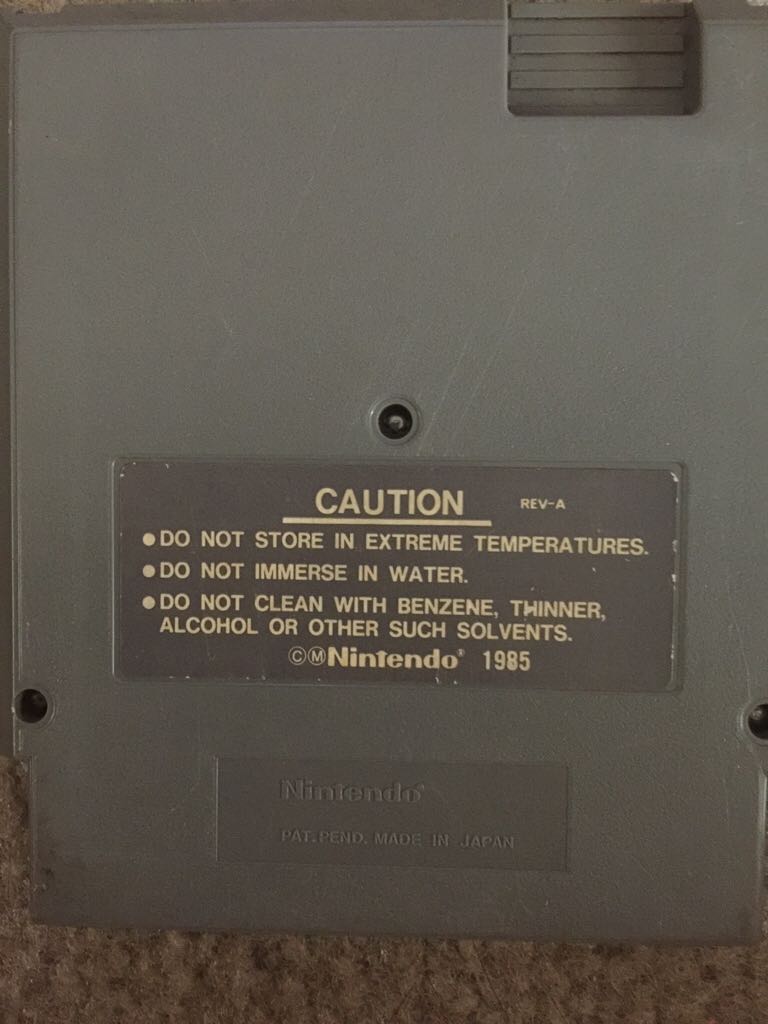 CAUTION REV-A
●DO NOT STORE IN EXTREME TEMPERATURES.
●DO NOT IMMERSE IN WATER.
●DO NOT CLEAN WITH BENZENE, THINNER,
ALCOHOL OR OTHER SUCH SOLVENTS.
ⒸⓂNintendo® 1985
Nintendo®
PAT. PEND. MADE IN JAPAN